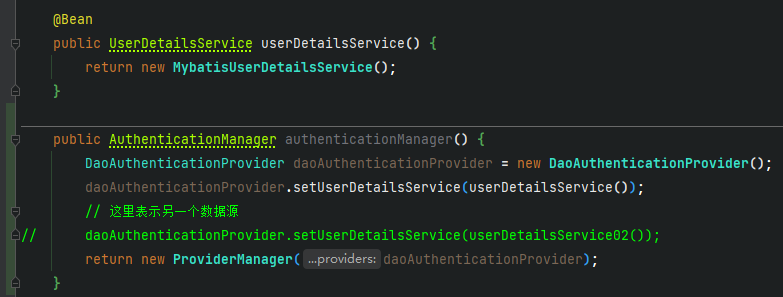 @Bean
public UserDetailsService userDetailsService() {
return new MybatisUserDetailsService();
}
public AuthenticationManager authenticationManager() {
DaoAuthenticationProvider daoAuthenticationProvider = new DaoAuthenticationProvider();
daoAuthenticationProvider.setUserDetailsService(userDetailsService());
// 这里表示另一个数据源
// daoAuthenticationProvider.setUserDetailsService(userDetailsService02());
return new ProviderManager( ...providers: daoAuthenticationProvider);
}